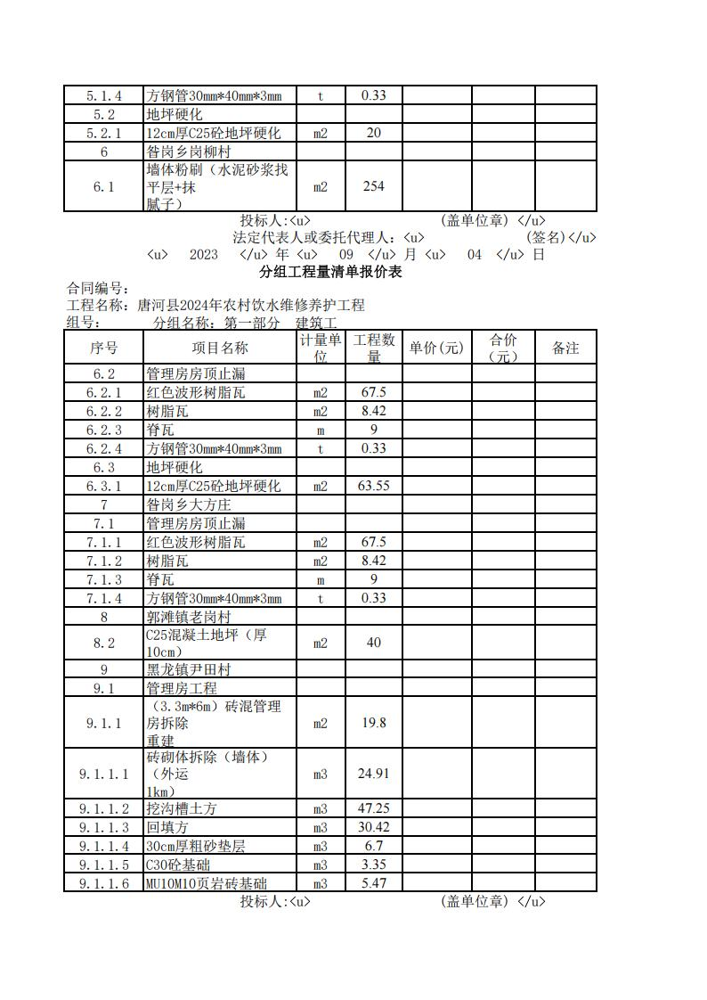 5.1.4 方钢管30mm*40mm*3mm t 0.33
5.2 地坪硬化
5.2.1 12cm厚C25砼地坪硬化 m2 20
6 昝岗乡岗柳村
6.1 墙体粉刷（水泥砂浆找平层+抹腻子） m2 254
投标人:<u> (盖单位章) </u>
法定代表人或委托代理人: <u> (签名)</u>
<u> 2023 </u> 年 <u> 09 </u> 月 <u> 04 </u> 日
分组工程量清单报价表
合同编号:
工程名称: 唐河县2024年农村饮水维修养护工程
组号: 分组名称: 第一部分 建筑工
序号 项目名称 计量单位 工程数量 单价(元) 合价（元） 备注
6.2 管理房房顶止漏
6.2.1 红色波形树脂瓦 m2 67.5
6.2.2 树脂瓦 m2 8.42
6.2.3 脊瓦 m 9
6.2.4 方钢管30mm*40mm*3mm t 0.33
6.3 地坪硬化
6.3.1 12cm厚C25砼地坪硬化 m2 63.55
7 昝岗乡大方庄
7.1 管理房房顶止漏
7.1.1 红色波形树脂瓦 m2 67.5
7.1.2 树脂瓦 m2 8.42
7.1.3 脊瓦 m 9
7.1.4 方钢管30mm*40mm*3mm t 0.33
8 郭滩镇老岗村
8.2 C25混凝土地坪（厚10cm） m2 40
9 黑龙镇尹田村
9.1 管理房工程
9.1.1 （3.3m*6m）砖混管理房拆除重建 m2 19.8
9.1.1.1 砖砌体拆除（墙体）（外运1km） m3 24.91
9.1.1.2 挖沟槽土方 m3 47.25
9.1.1.3 回填方 m3 30.42
9.1.1.4 30cm厚粗砂垫层 m3 6.7
9.1.1.5 C30砼基础 m3 3.35
9.1.1.6 MU10M10页岩砖基础 m3 5.47
投标人:<u> (盖单位章) </u>